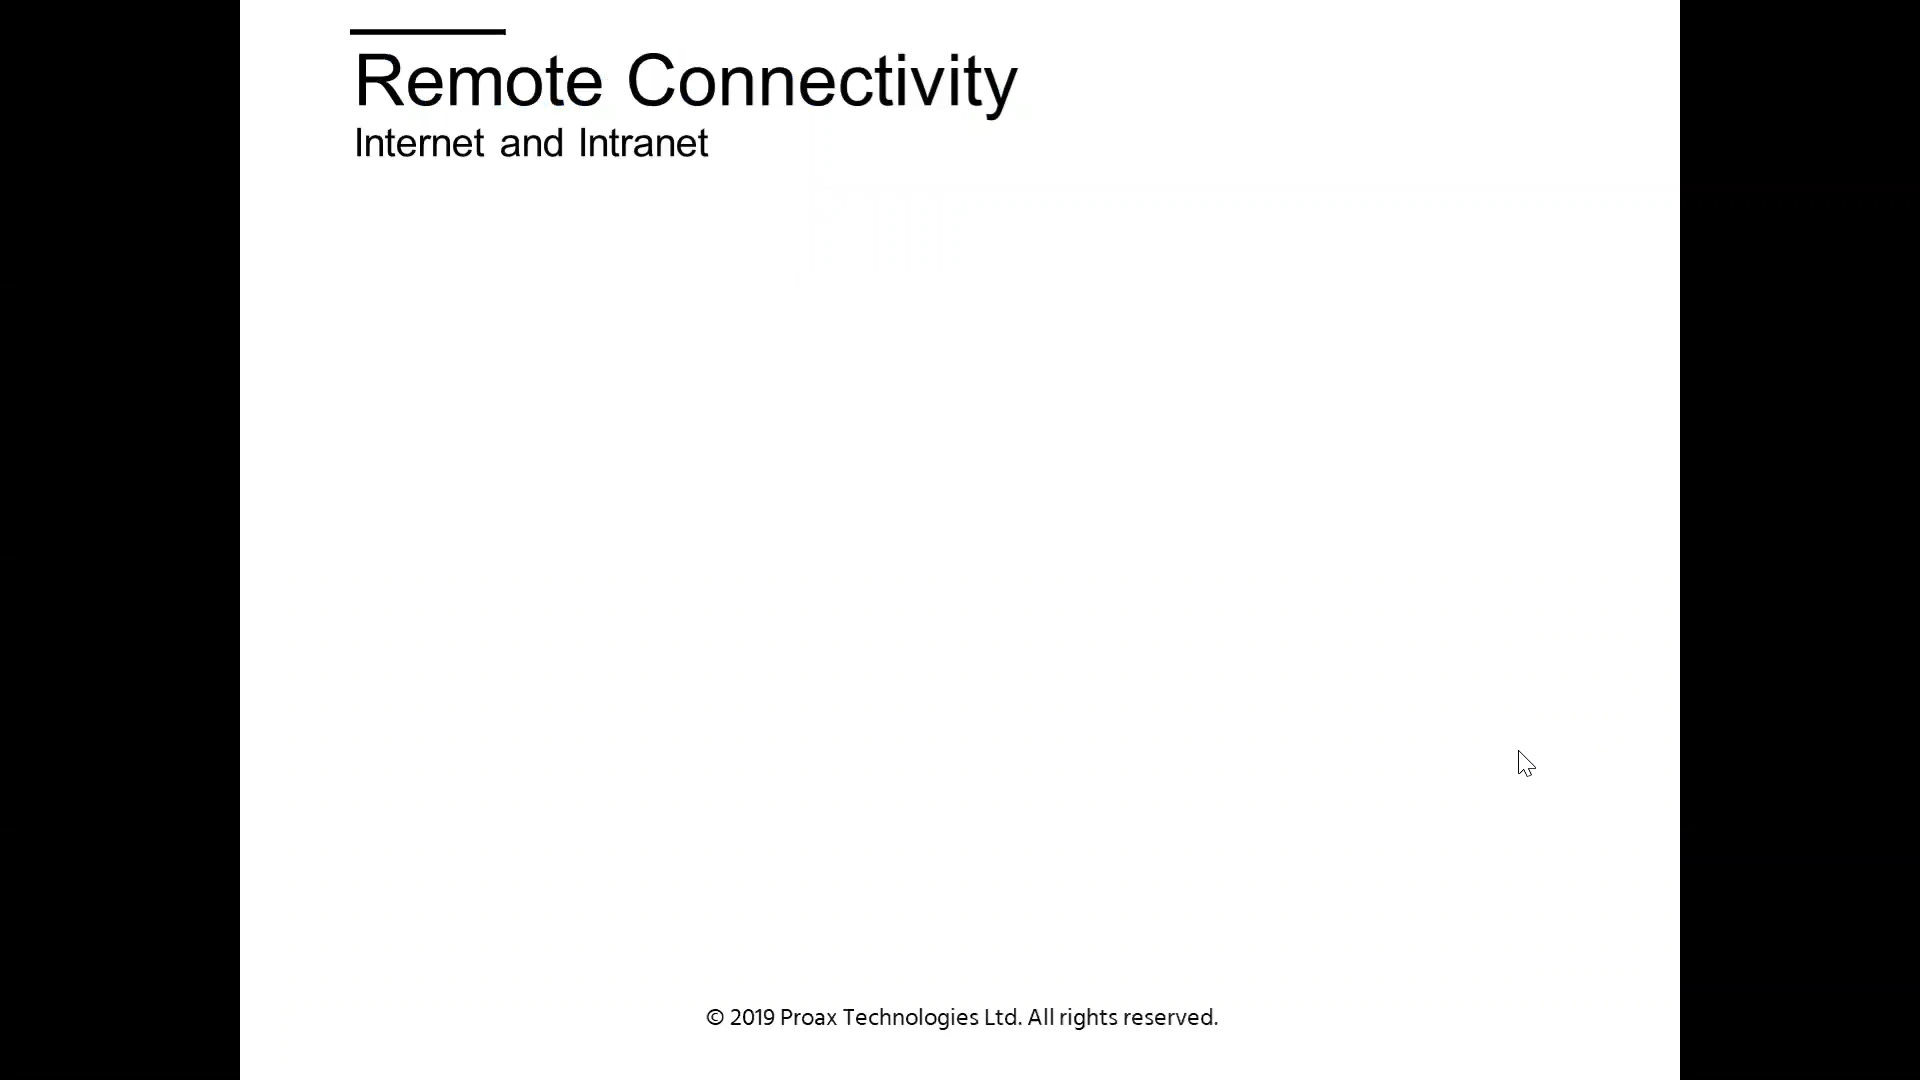 Remote Connectivity
Internet and Intranet
© 2019 Proax Technologies Ltd. All rights reserved.